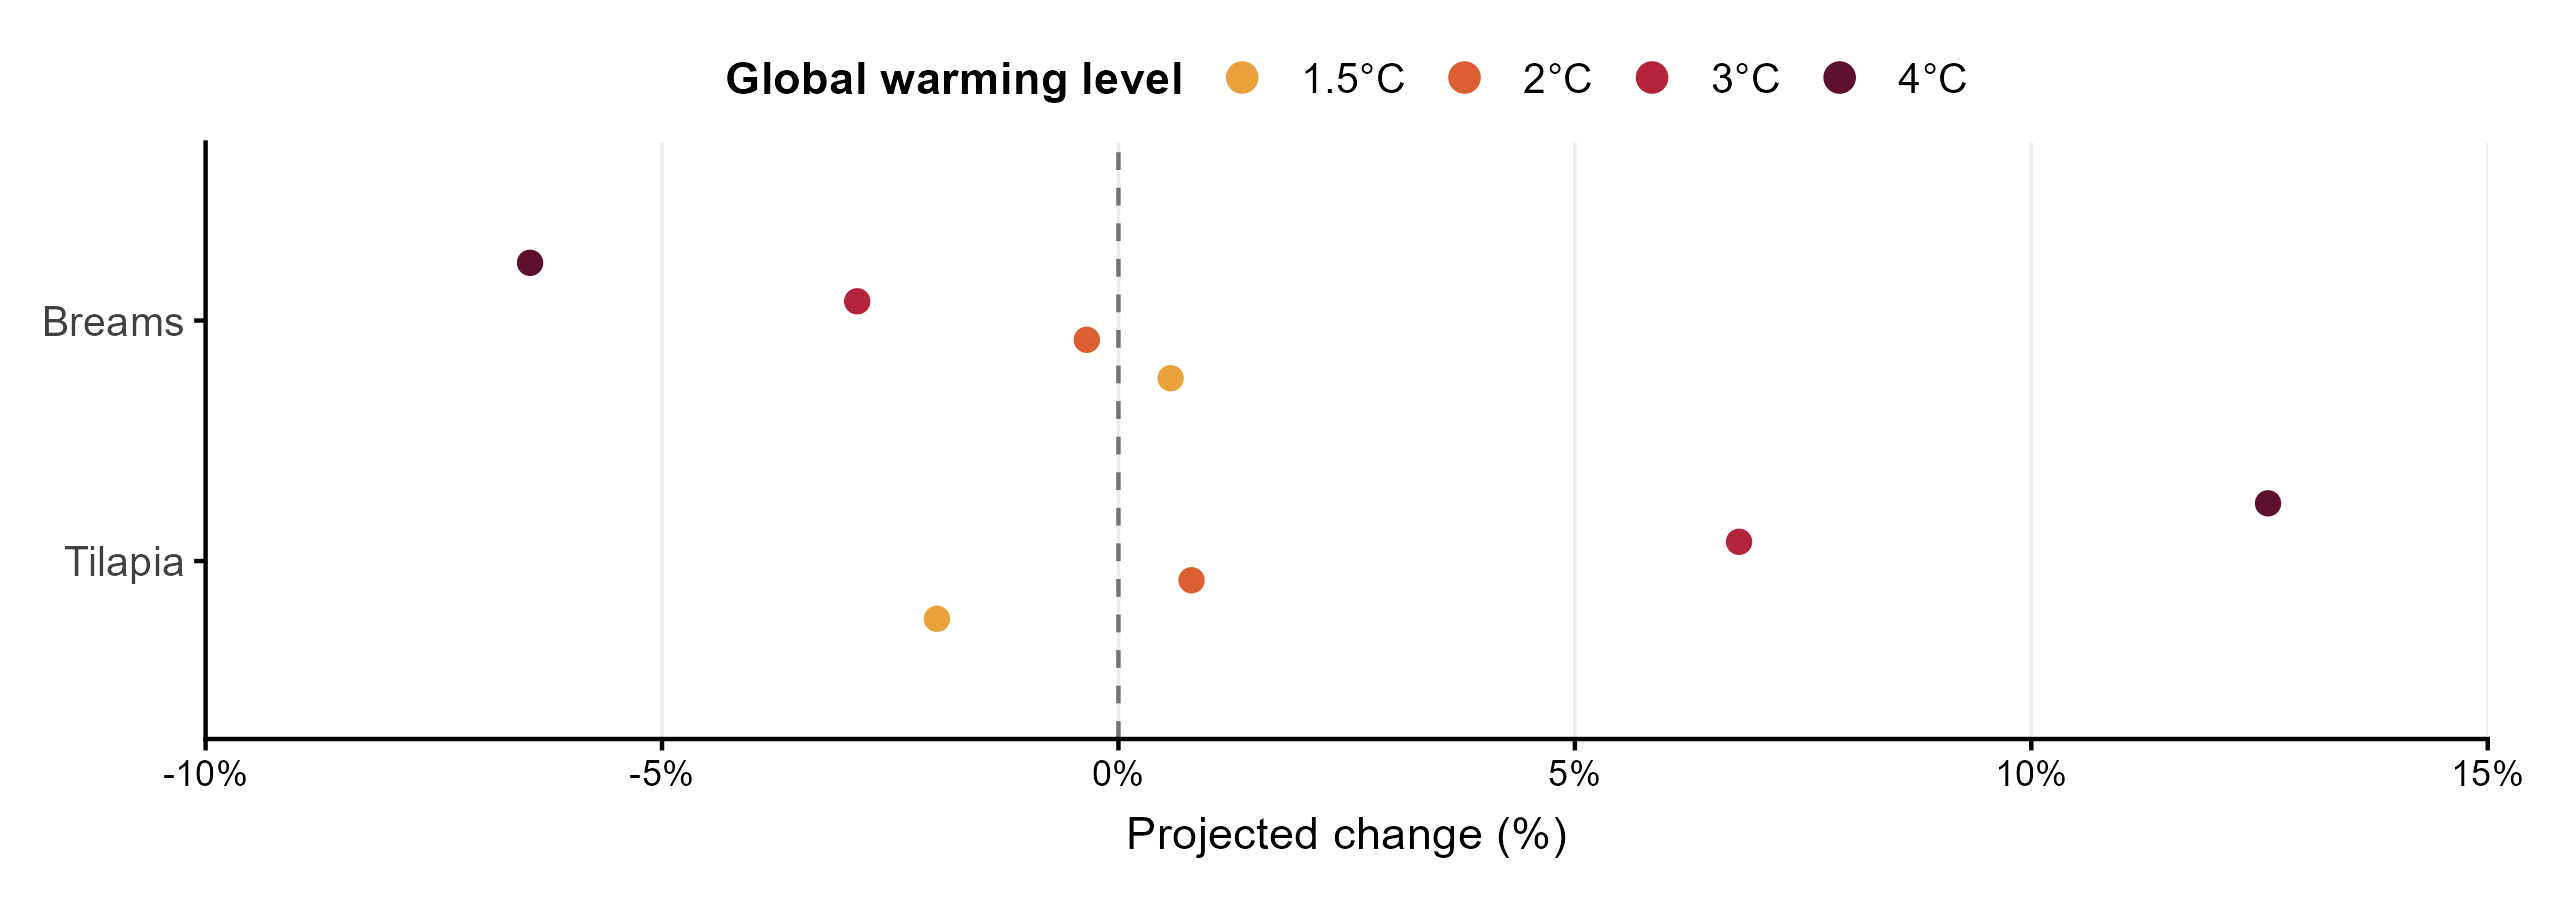 Global warming level 1.5°C 2°C 3°C 4°C
Breams
Tilapia
-10% -5% 0% 5% 10% 15%
Projected change (%)